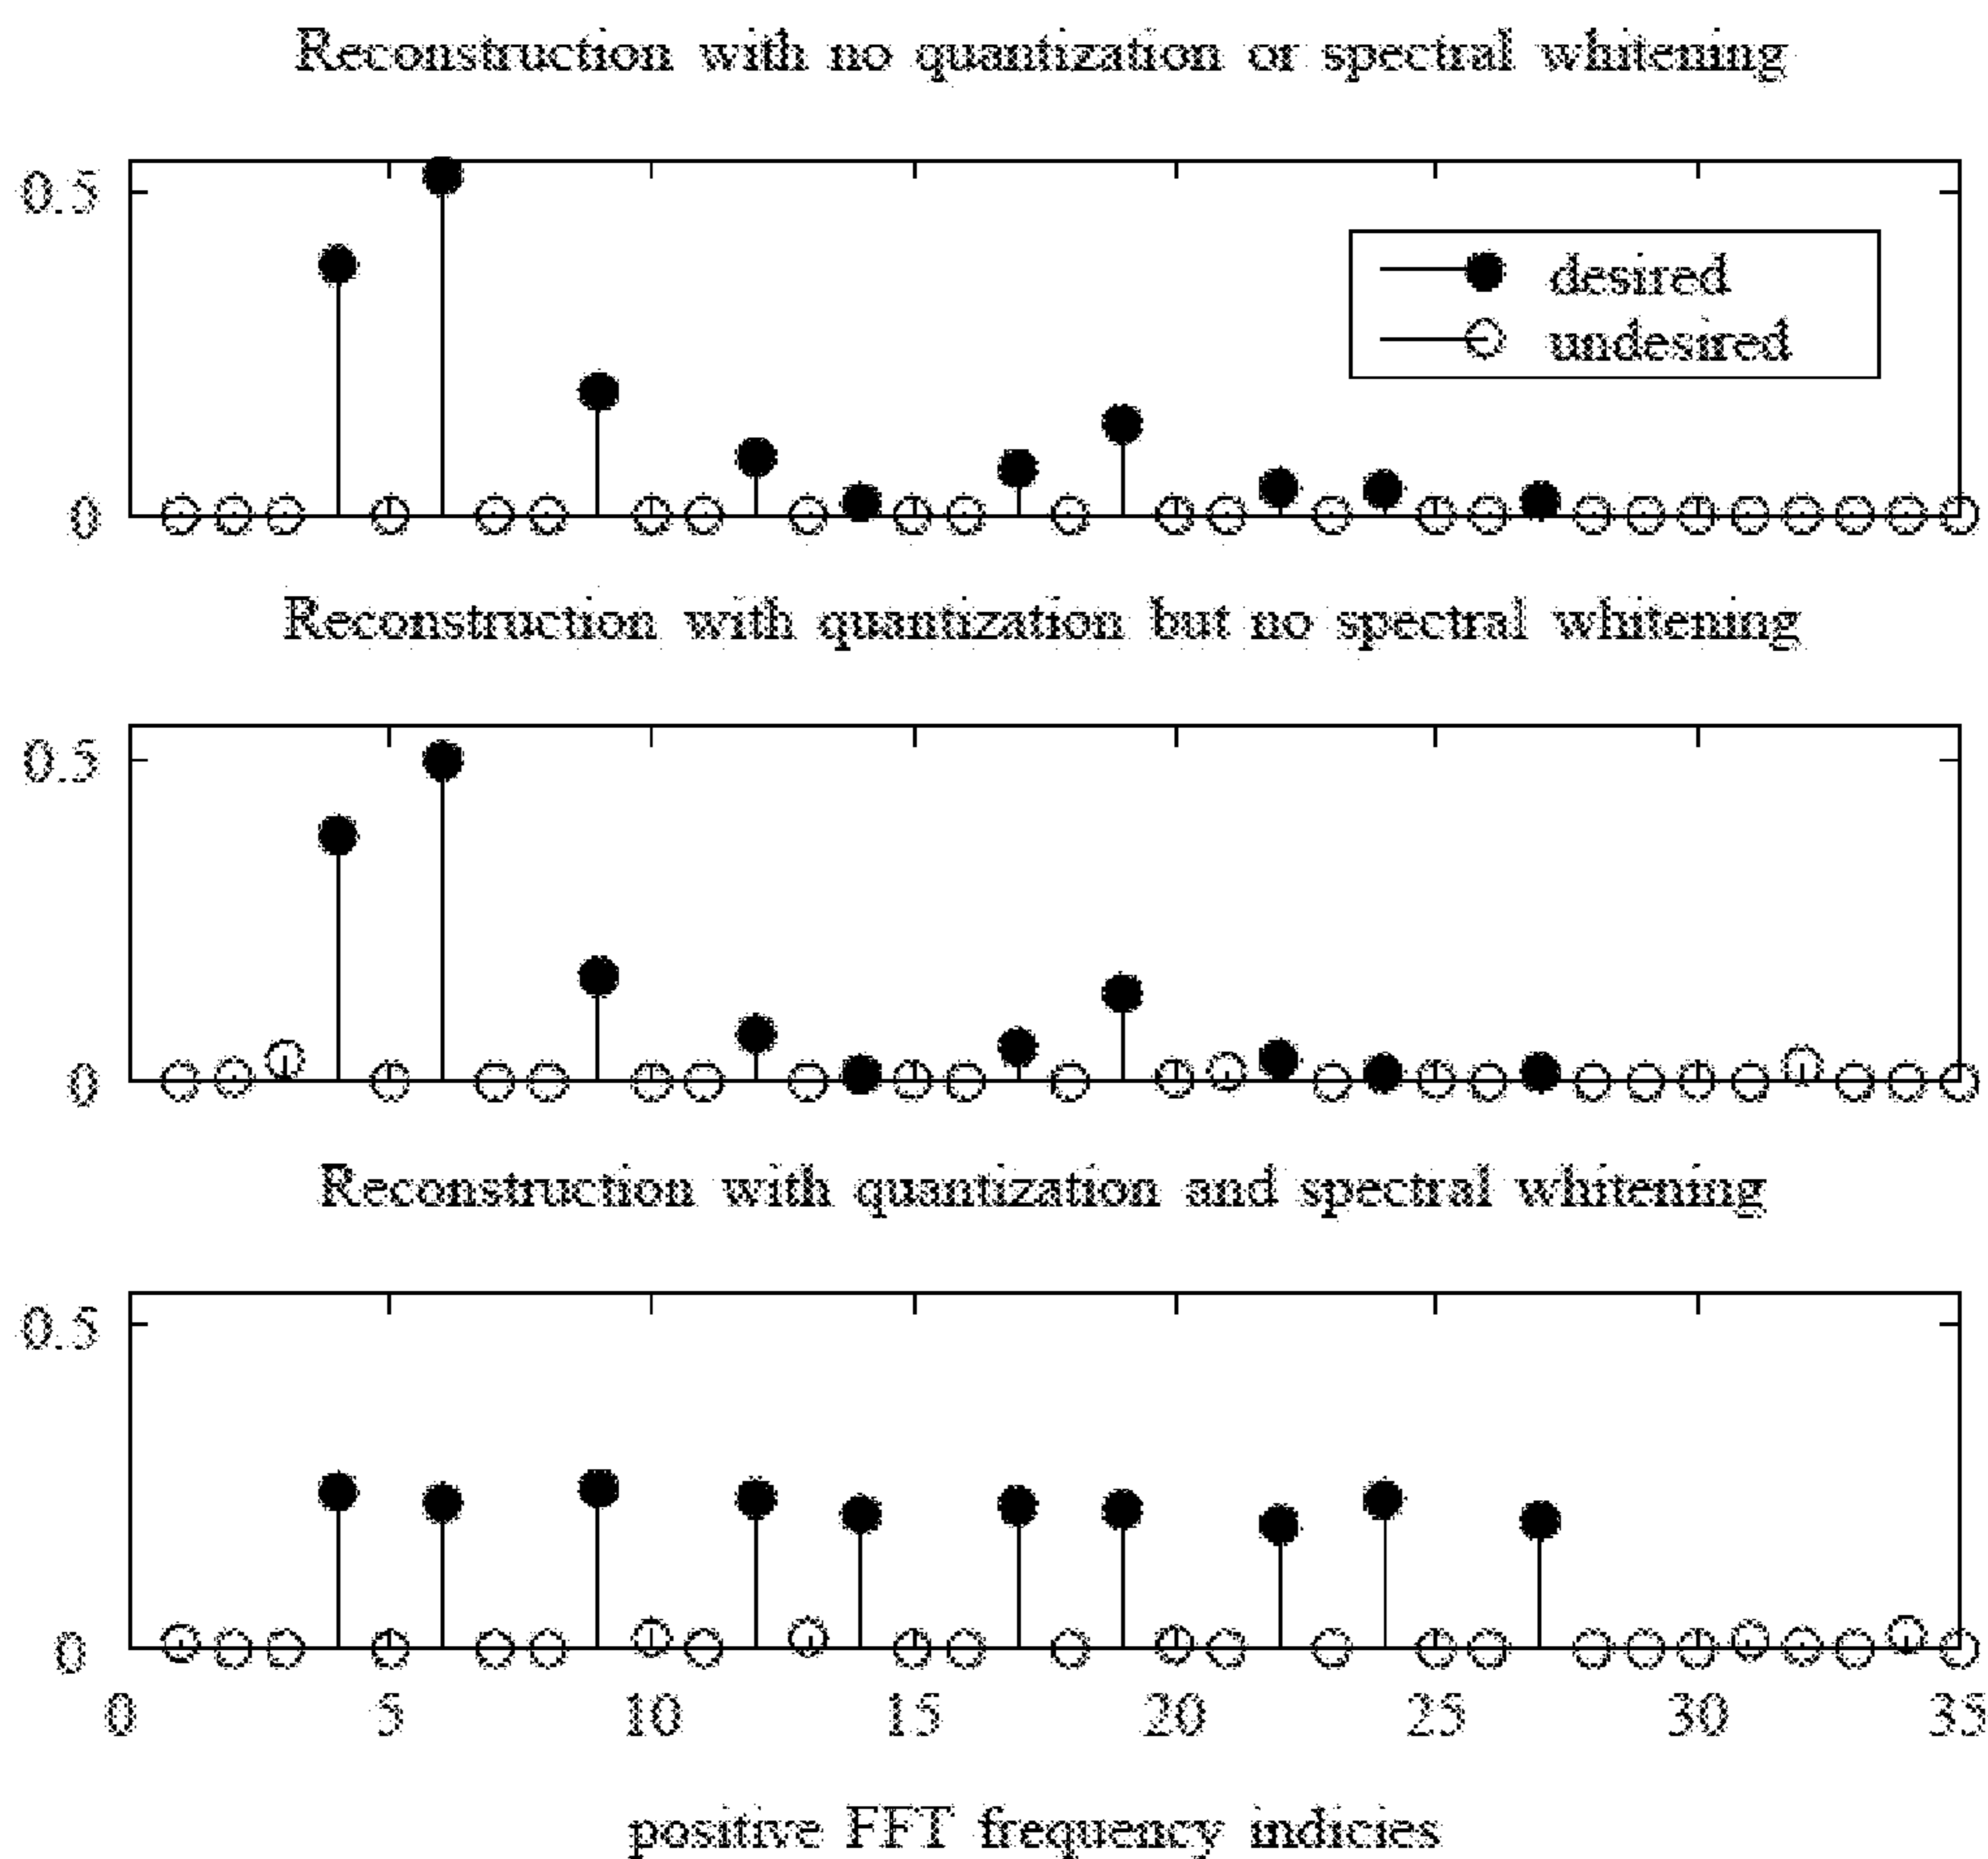 Reconstruction with no quantization or spectral whitening
0.5
desired
undesired
0
Reconstruction with quantization but no spectral whitening
0.5
0
Reconstruction with quantization and spectral whitening
0.5
0
0 5 10 15 20 25 30 35
positive FFT frequency indicies